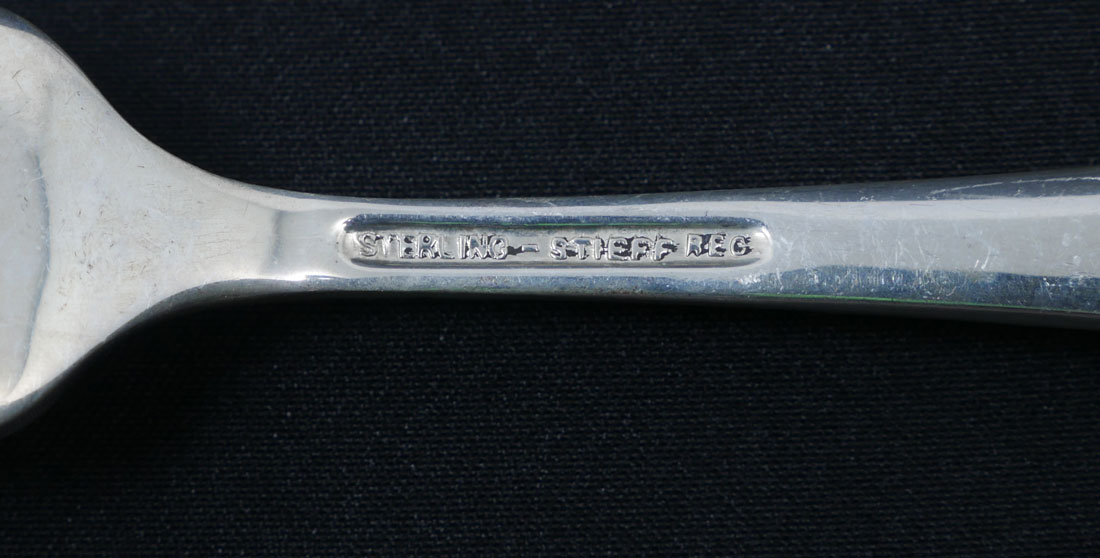 STERLING - STIEFF REG